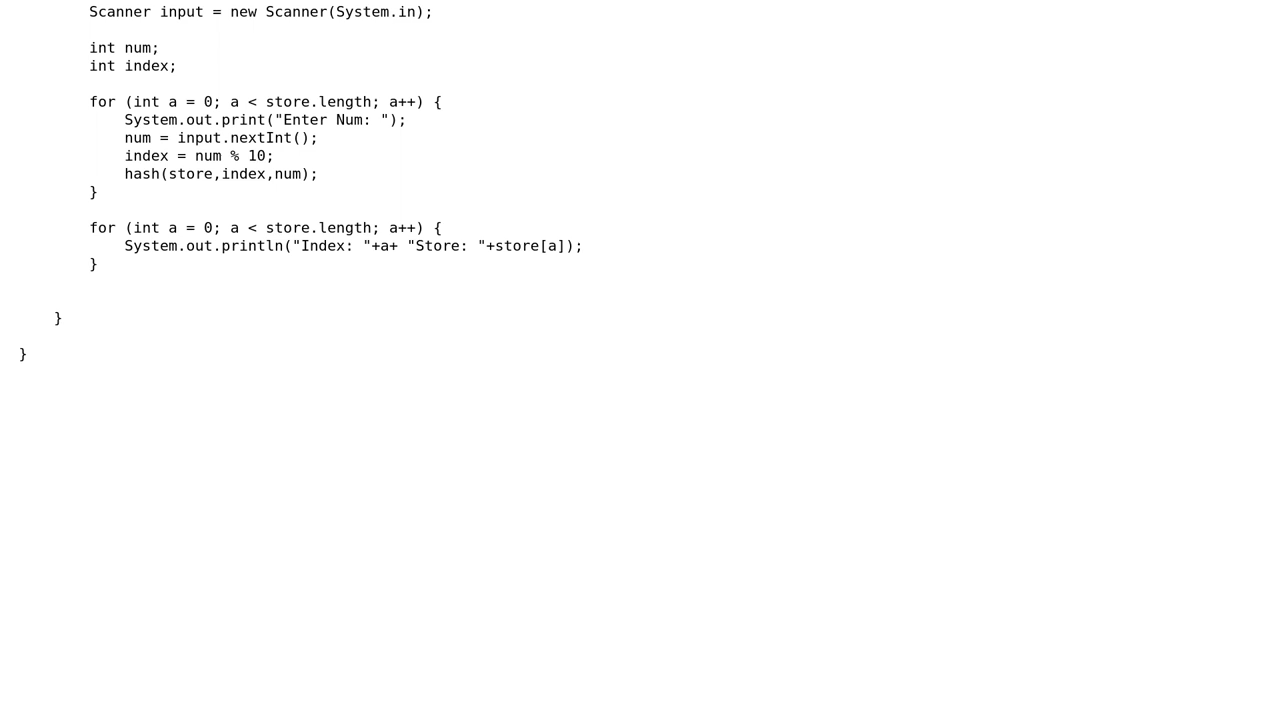 Scanner input = new Scanner(System.in);
int num;
int index;
for (int a = 0; a < store.length; a++) {
System.out.print("Enter Num: ");
num = input.nextInt();
index = num % 10;
hash(store,index,num);
}
for (int a = 0; a < store.length; a++) {
System.out.println("Index: "+a+ "Store: "+store[a]);
}
}
}